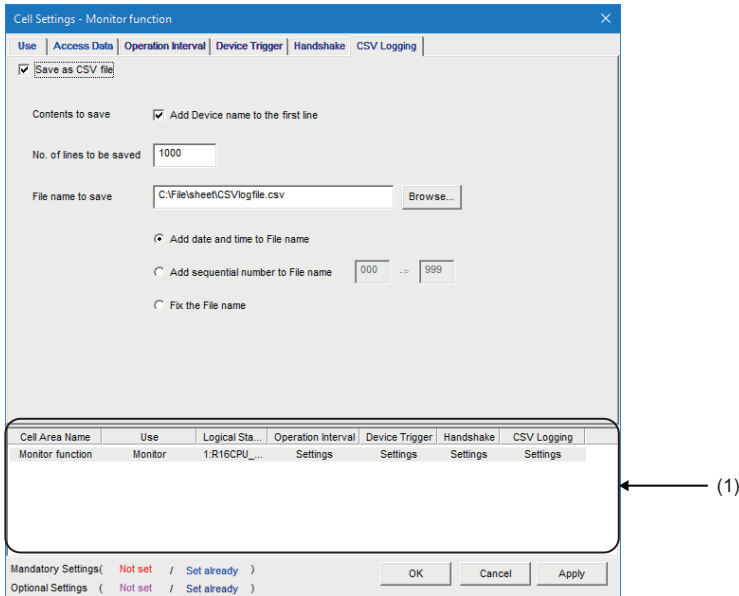 Cell Settings - Monitor function
Use Access Data Operation Interval Device Trigger Handshake CSV Logging
Save as CSV file
Contents to save Add Device name to the first line
No. of lines to be saved 1000
File name to save C:\File\sheet\CSVlogfile.csv Browse...
Add date and time to File name
Add sequential number to File name 000 -> 999
Fix the File name
Cell Area Name Use Logical Sta... Operation Interval Device Trigger Handshake CSV Logging
Monitor function Monitor 1:R16CPU_... Settings Settings Settings Settings
(1)
Mandatory Settings( Not set / Set already ) OK Cancel Apply
Optional Settings ( Not set / Set already )